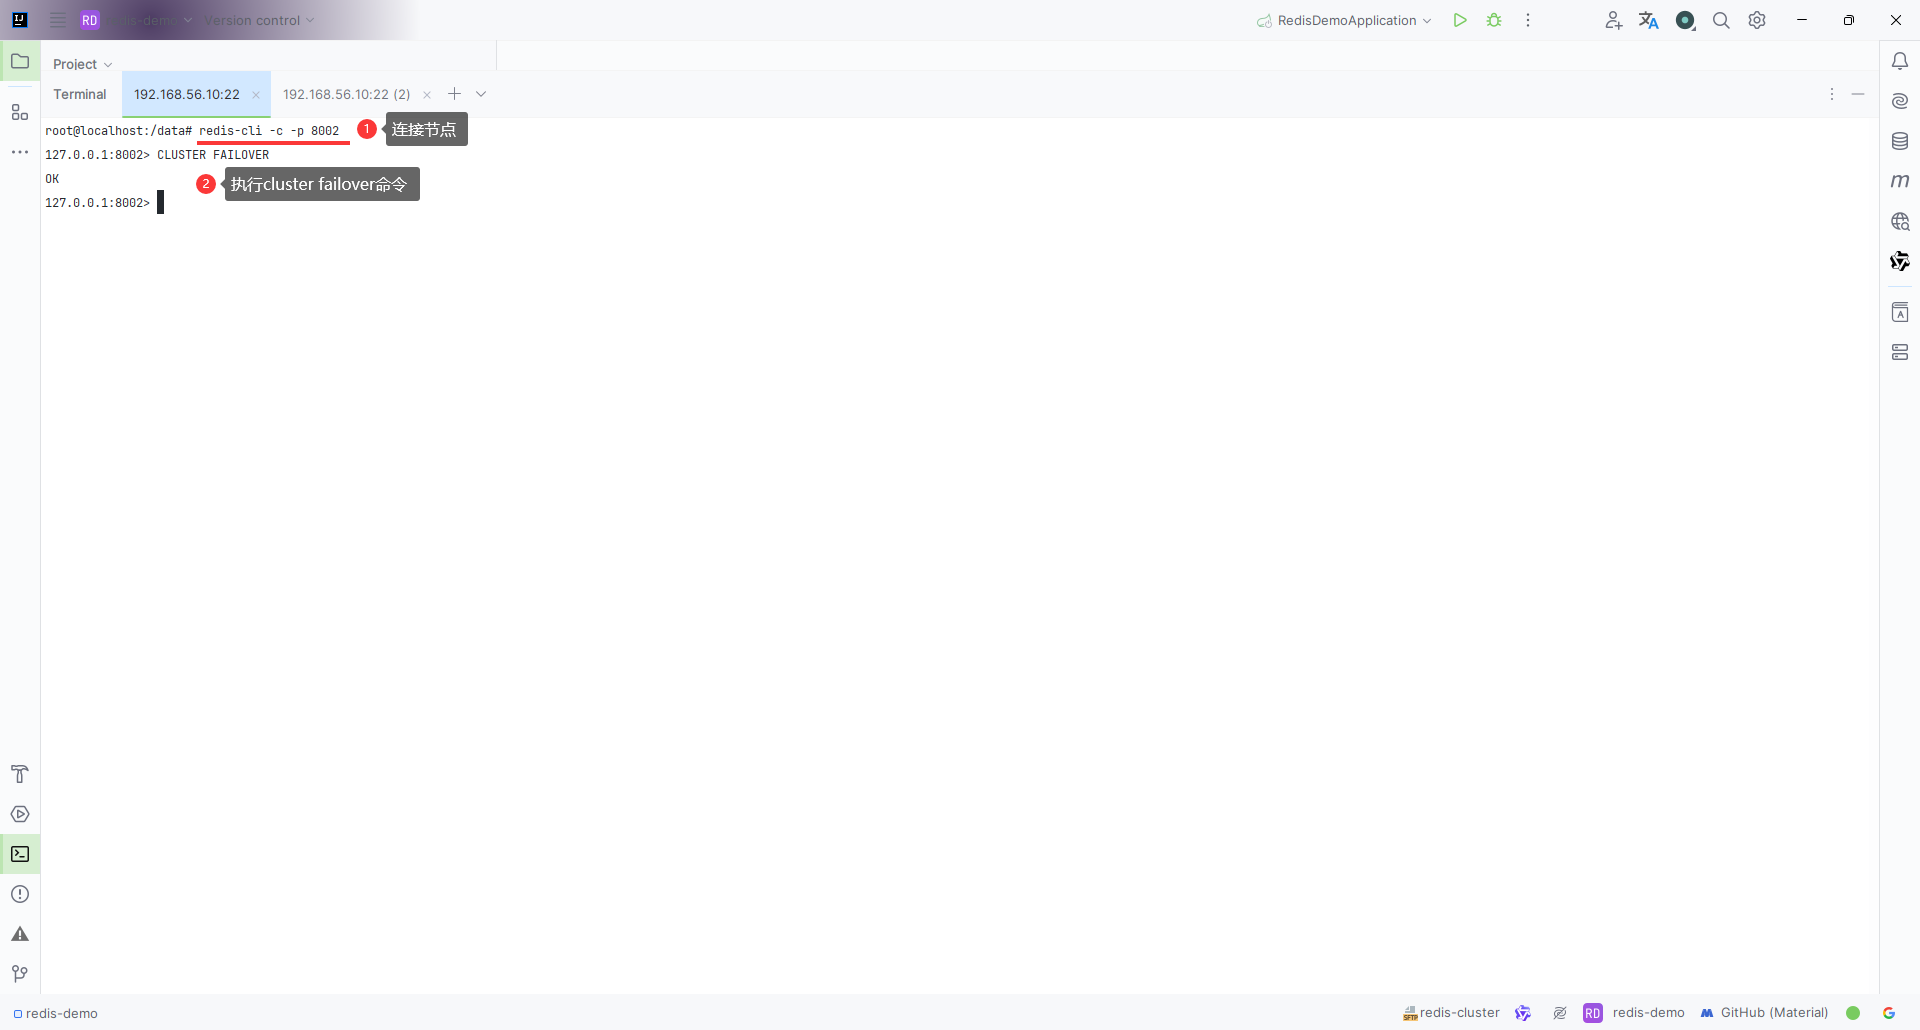 RD redis-demo Version control RedisDemoApplication
Project
Terminal 192.168.56.10:22 192.168.56.10:22 (2)
root@localhost:/data# redis-cli -c -p 8002 1 连接节点
127.0.0.1:8002> CLUSTER FAILOVER
OK
2 执行cluster failover命令
127.0.0.1:8002>
redis-demo SFTP redis-cluster RD redis-demo GitHub (Material)